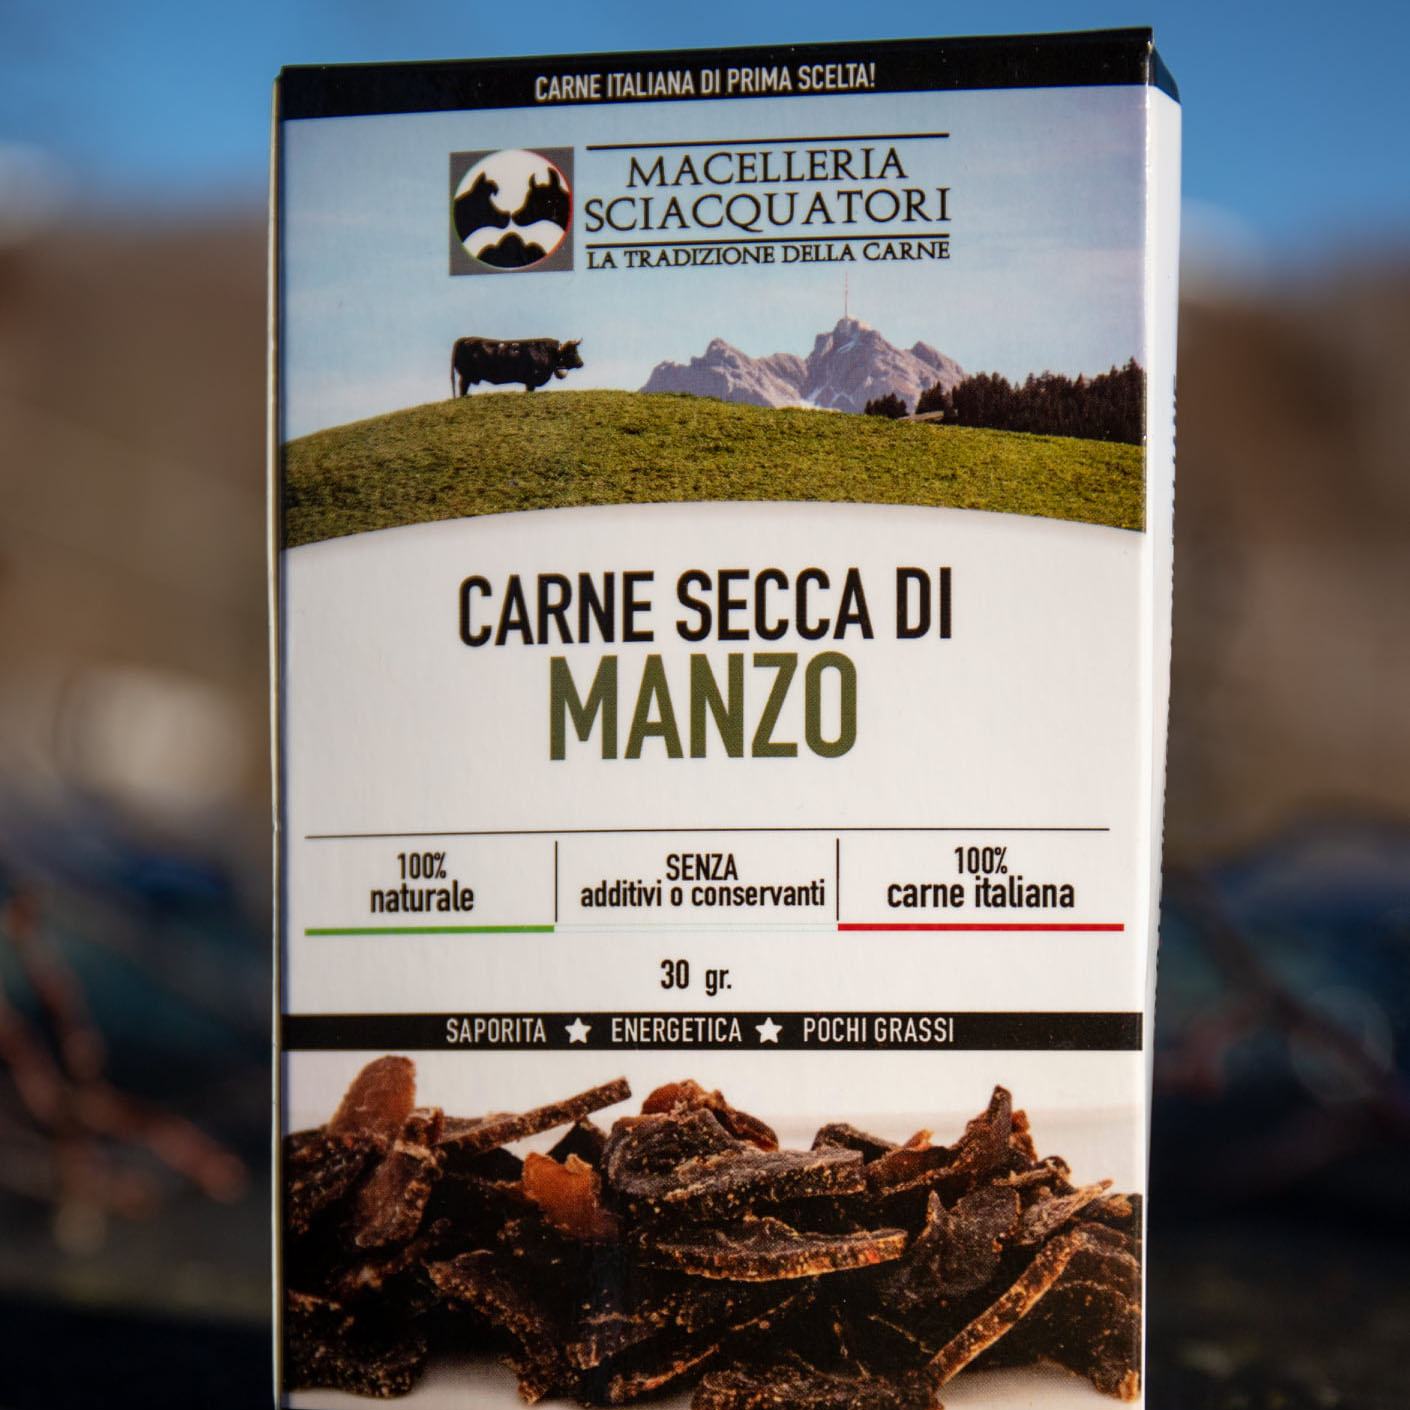 CARNE ITALIANA DI PRIMA SCELTA!
MACELLERIA
SCIACQUATORI
LA TRADIZIONE DELLA CARNE
CARNE SECCA DI
MANZO
100%
naturale
SENZA
additivi o conservanti
100%
carne italiana
30 gr.
SAPORITA ★ ENERGETICA ★ POCHI GRASSI